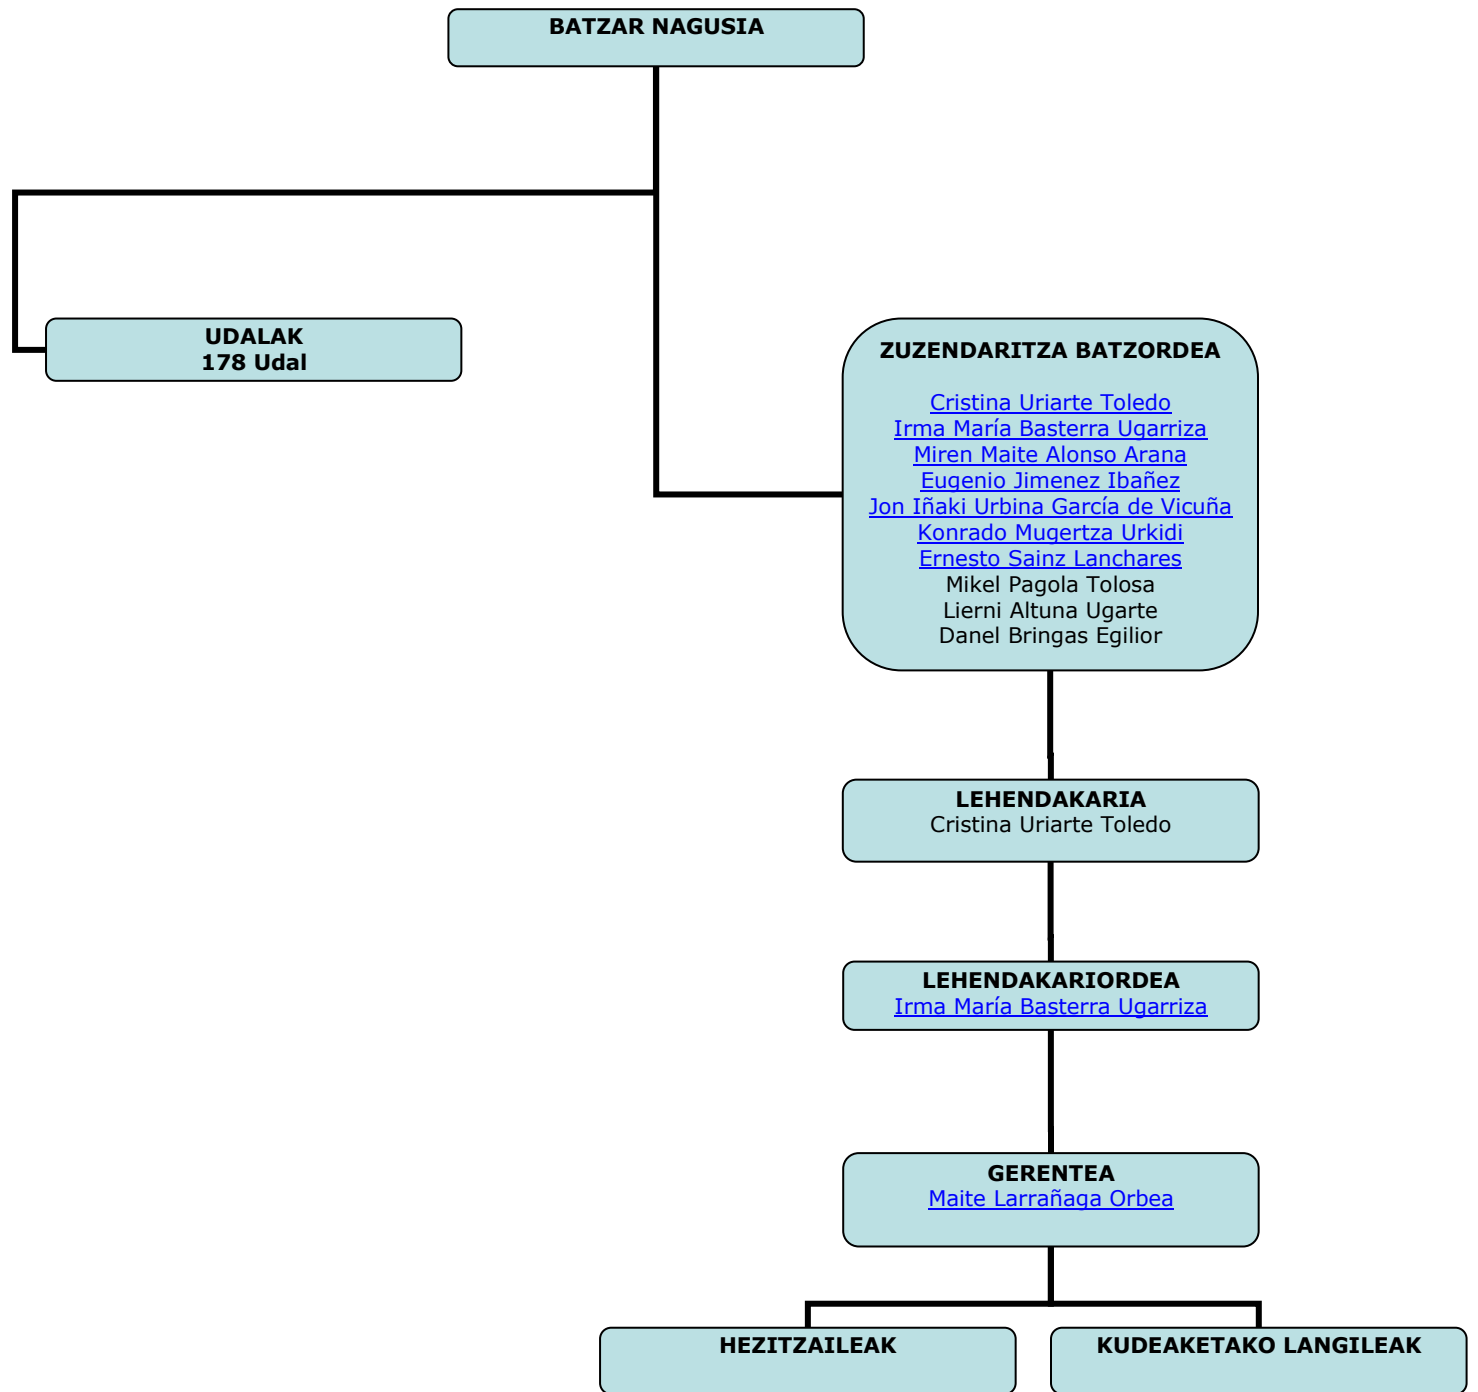 BATZAR NAGUSIA
UDALAK
178 Udal
ZUZENDARITZA BATZORDEA
Cristina Uriarte Toledo
Irma María Basterra Ugarriza
Miren Maite Alonso Arana
Eugenio Jimenez Ibañez
Jon Iñaki Urbina García de Vicuña
Konrado Mugertza Urkidi
Ernesto Sainz Lanchares
Mikel Pagola Tolosa
Lierni Altuna Ugarte
Danel Bringas Egilior
LEHENDAKARIA
Cristina Uriarte Toledo
LEHENDAKARIORDEA
Irma María Basterra Ugarriza
GERENTEA
Maite Larrañaga Orbea
HEZITZAILEAK
KUDEAKETAKO LANGILEAK